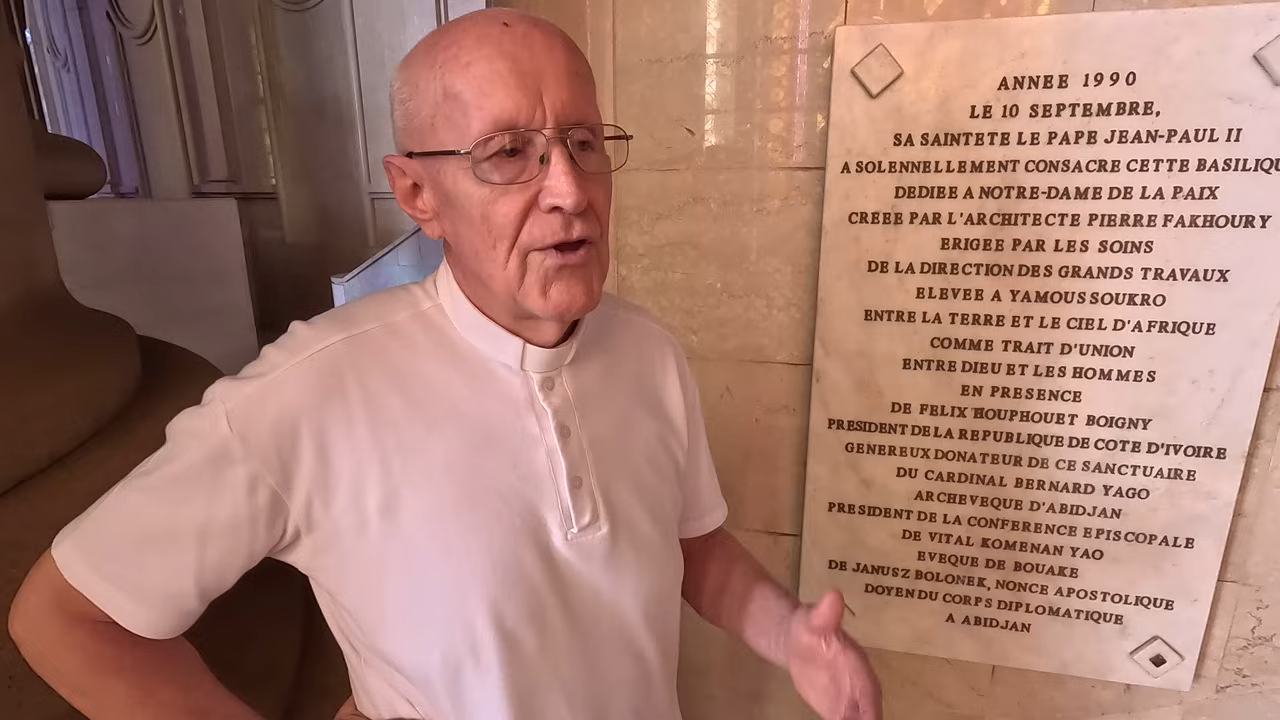 ANNEE 1990
LE 10 SEPTEMBRE,
SA SAINTETE LE PAPE JEAN-PAUL II
A SOLENNELLEMENT CONSACRE CETTE BASILIQU
DEDIEE A NOTRE-DAME DE LA PAIX
CREEE PAR L'ARCHITECTE PIERRE FAKHOURY
ERIGEE PAR LES SOINS
DE LA DIRECTION DES GRANDS TRAVAUX
ELEVEE A YAMOUSSOUKRO
ENTRE LA TERRE ET LE CIEL D'AFRIQUE
COMME TRAIT D'UNION
ENTRE DIEU ET LES HOMMES
EN PRESENCE
DE FELIX HOUPHOUET BOIGNY
PRESIDENT DE LA REPUBLIQUE DE COTE D'IVOIRE
GENEREUX DONATEUR DE CE SANCTUAIRE
DU CARDINAL BERNARD YAGO
ARCHEVEQUE D'ABIDJAN
PRESIDENT DE LA CONFERENCE EPISCOPALE
DE VITAL KOMENAN YAO
EVEQUE DE BOUAKE
DE JANUSZ BOLONEK, NONCE APOSTOLIQUE
DOYEN DU CORPS DIPLOMATIQUE
A ABIDJAN